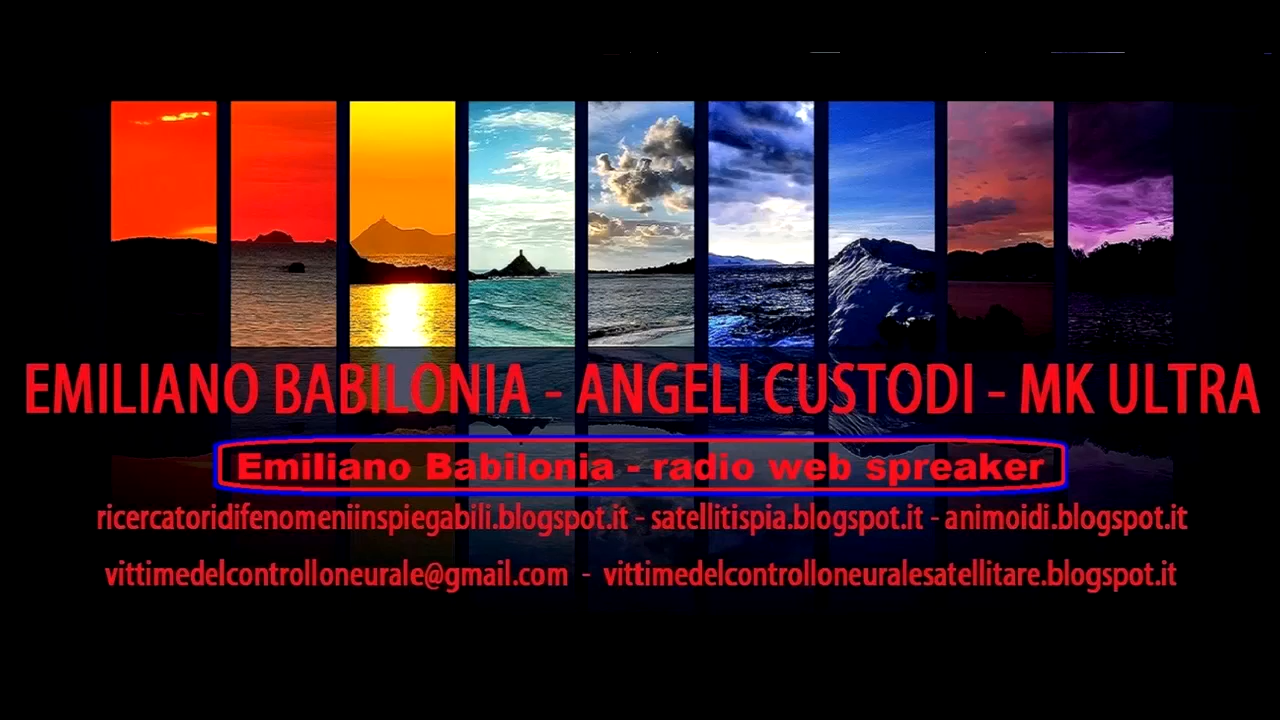 EMILIANO BABILONIA - ANGELI CUSTODI - MK ULTRA
Emiliano Babilonia - radio web spreaker
ricercatoridifenomeniinspiegabili.blogspot.it - satellitispia.blogspot.it - animoidi.blogspot.it
vittimedelcontrolloneurale@gmail.com - vittimedelcontrolloneuralesatellitare.blogspot.it